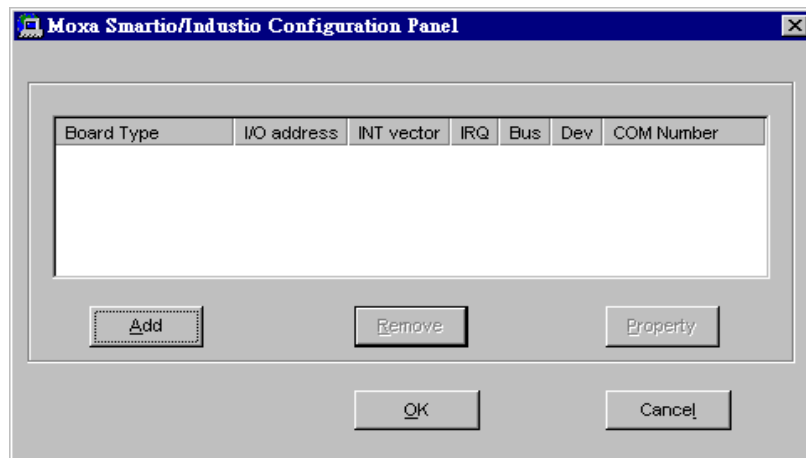 Moxa Smartio/Industio Configuration Panel
Board Type I/O address INT vector IRQ Bus Dev COM Number
Add Remove Property
OK Cancel